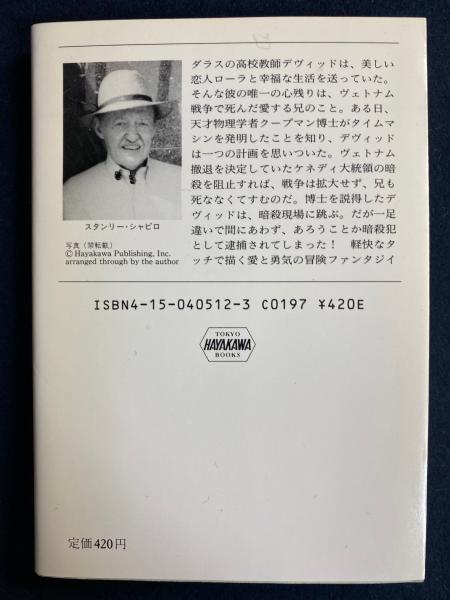 ダラスの高校教師デヴィッドは、美しい
恋人ローラと幸福な生活を送っていた。
そんな彼の唯一の心残りは、ヴェトナム
戦争で死んだ愛する兄のこと。ある日、
天才物理学者クープマン博士がタイムマ
シンを発明したことを知り、デヴィッド
は一つの計画を思いついた。ヴェトナム
撤退を決定していたケネディ大統領の暗
殺を阻止すれば、戦争は拡大せず、兄も
死ななくてすむのだ。博士を説得したデ
ヴィッドは、暗殺現場に跳ぶ。だが一足
違いで間にあわず、あろうことか暗殺犯
として逮捕されてしまった! 軽快なタ
ッチで描く愛と勇気の冒険ファンタジイ
スタンリー・シャピロ
写真(禁転載)
© Hayakawa Publishing, Inc.
arranged through by the author
ISBN4-15-040512-3 C0197 ¥420E
TOKYO
HAYAKAWA
BOOKS
定価420円